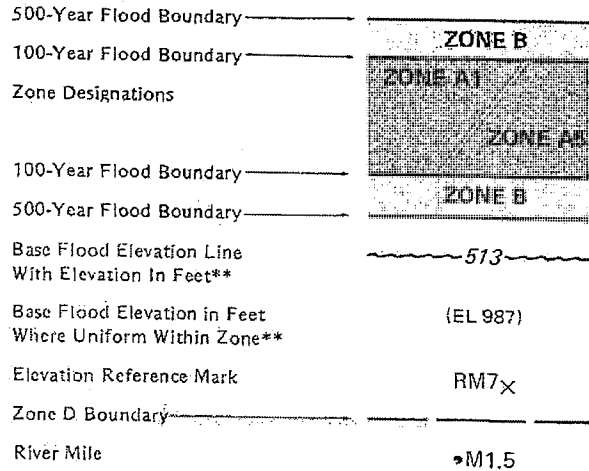 500-Year Flood Boundary
ZONE B
100-Year Flood Boundary
ZONE A1
Zone Designations
ZONE A5
100-Year Flood Boundary
ZONE B
500-Year Flood Boundary
Base Flood Elevation Line
With Elevation In Feet**
513
Base Flood Elevation in Feet
Where Uniform Within Zone**
(EL 987)
Elevation Reference Mark
RM7×
Zone D Boundary
River Mile
•M1.5